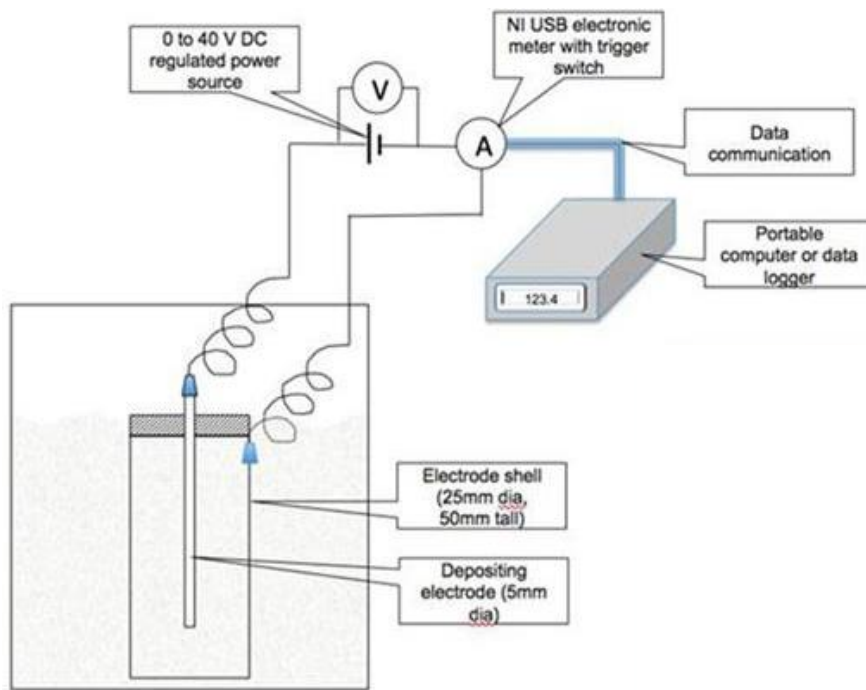 0 to 40 V DC
regulated power
source
NI USB electronic
meter with trigger
switch
V
A
Data
communication
Portable
computer or data
logger
123.4
Electrode shell
(25mm dia,
50mm tall)
Depositing
electrode (5mm
dia)